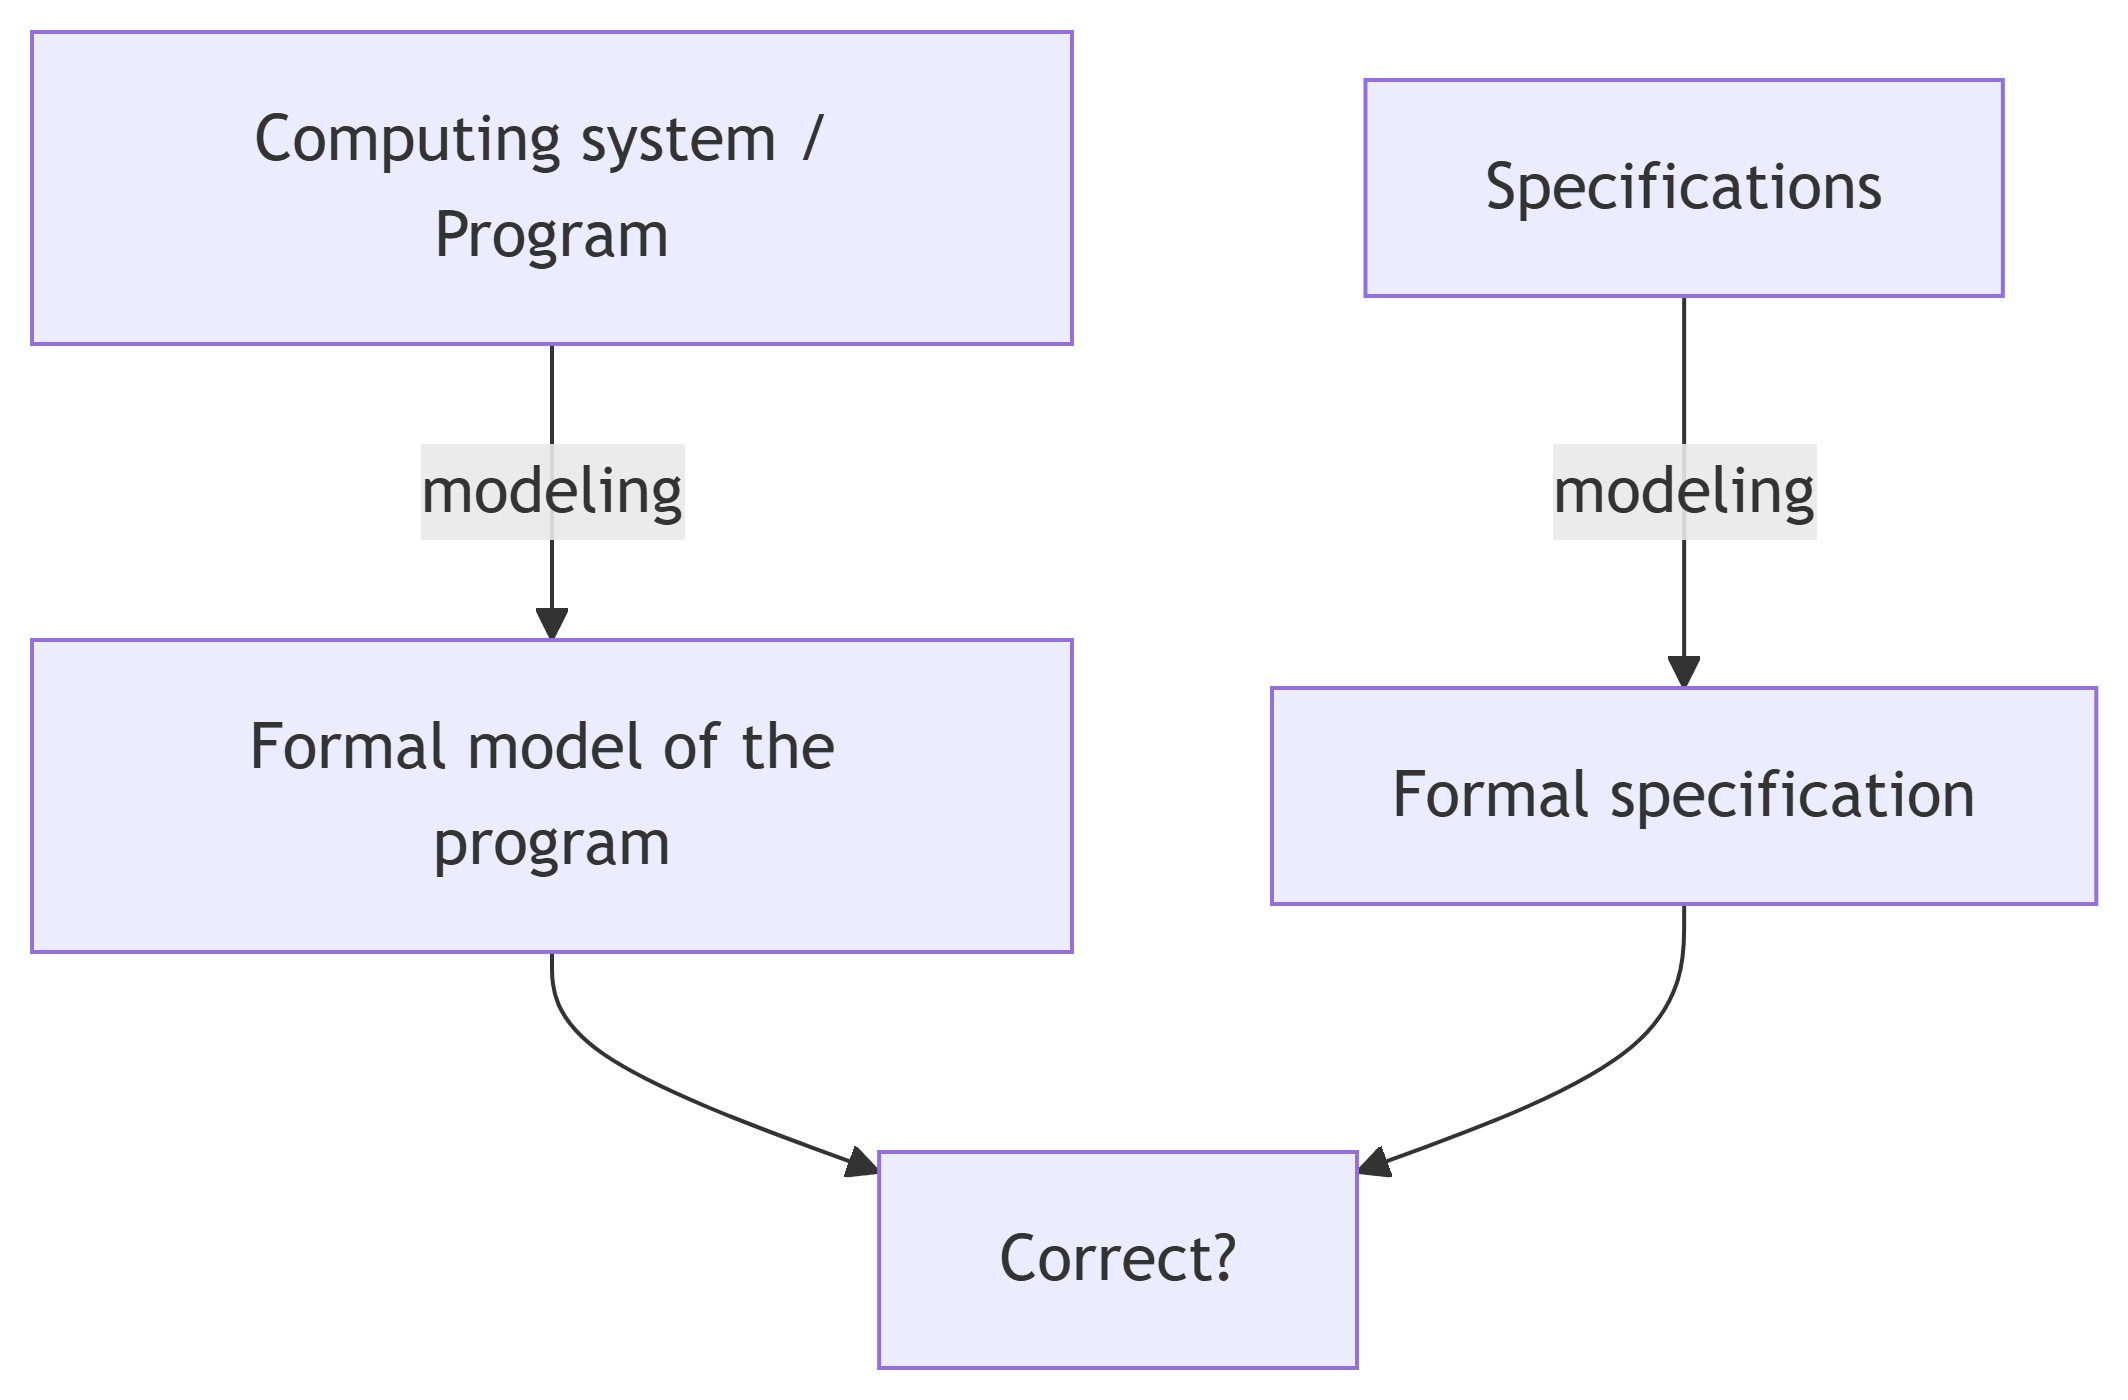 Computing system /
Program
Specifications
modeling
modeling
Formal model of the
program
Formal specification
Correct?